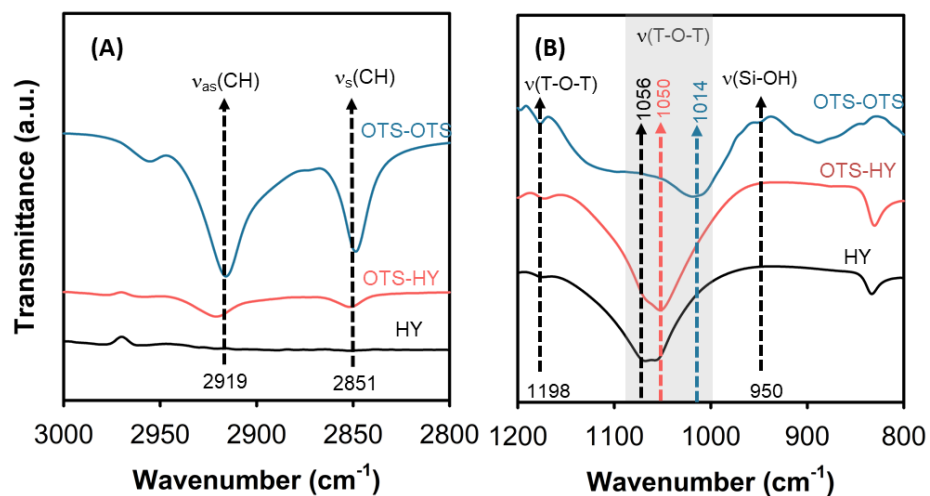 (A)
νas(CH)
νs(CH)
OTS-OTS
OTS-HY
HY
2919
2851
3000 2950 2900 2850 2800
Wavenumber (cm-1)
Transmittance (a.u.)
(B)
ν(T-O-T)
ν(T-O-T)
ν(Si-OH)
1056
1050
1014
OTS-OTS
OTS-HY
HY
1198
950
1200 1100 1000 900 800
Wavenumber (cm-1)